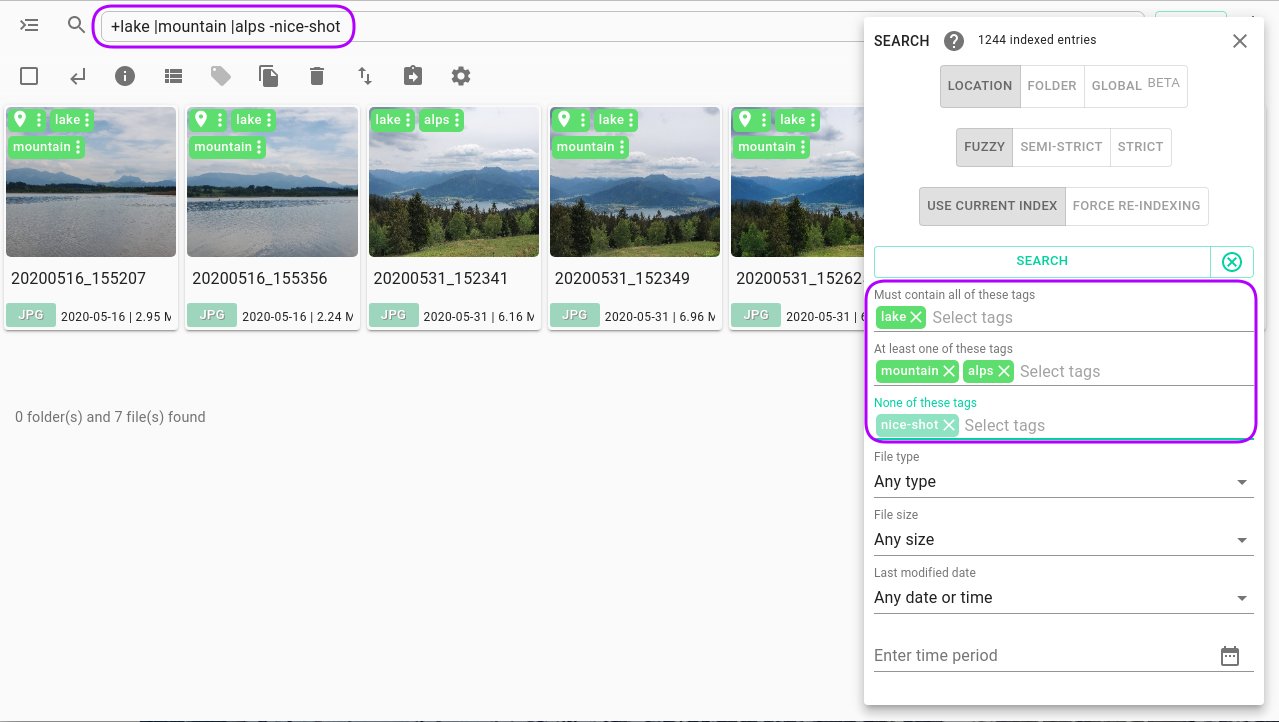 +lake |mountain |alps -nice-shot
SEARCH ? 1244 indexed entries
LOCATION FOLDER GLOBAL BETA
FUZZY SEMI-STRICT STRICT
USE CURRENT INDEX FORCE RE-INDEXING
SEARCH
Must contain all of these tags
lake Select tags
At least one of these tags
mountain alps Select tags
None of these tags
nice-shot Select tags
File type
Any type
File size
Any size
Last modified date
Any date or time
Enter time period
lake
mountain
20200516_155207
JPG 2020-05-16 | 2.95 M
lake
mountain
20200516_155356
JPG 2020-05-16 | 2.24 M
lake alps
20200531_152341
JPG 2020-05-31 | 6.16 M
lake
mountain
20200531_152349
JPG 2020-05-31 | 6.96 M
lake
mountain
20200531_15262
JPG 2020-05-31 |
0 folder(s) and 7 file(s) found